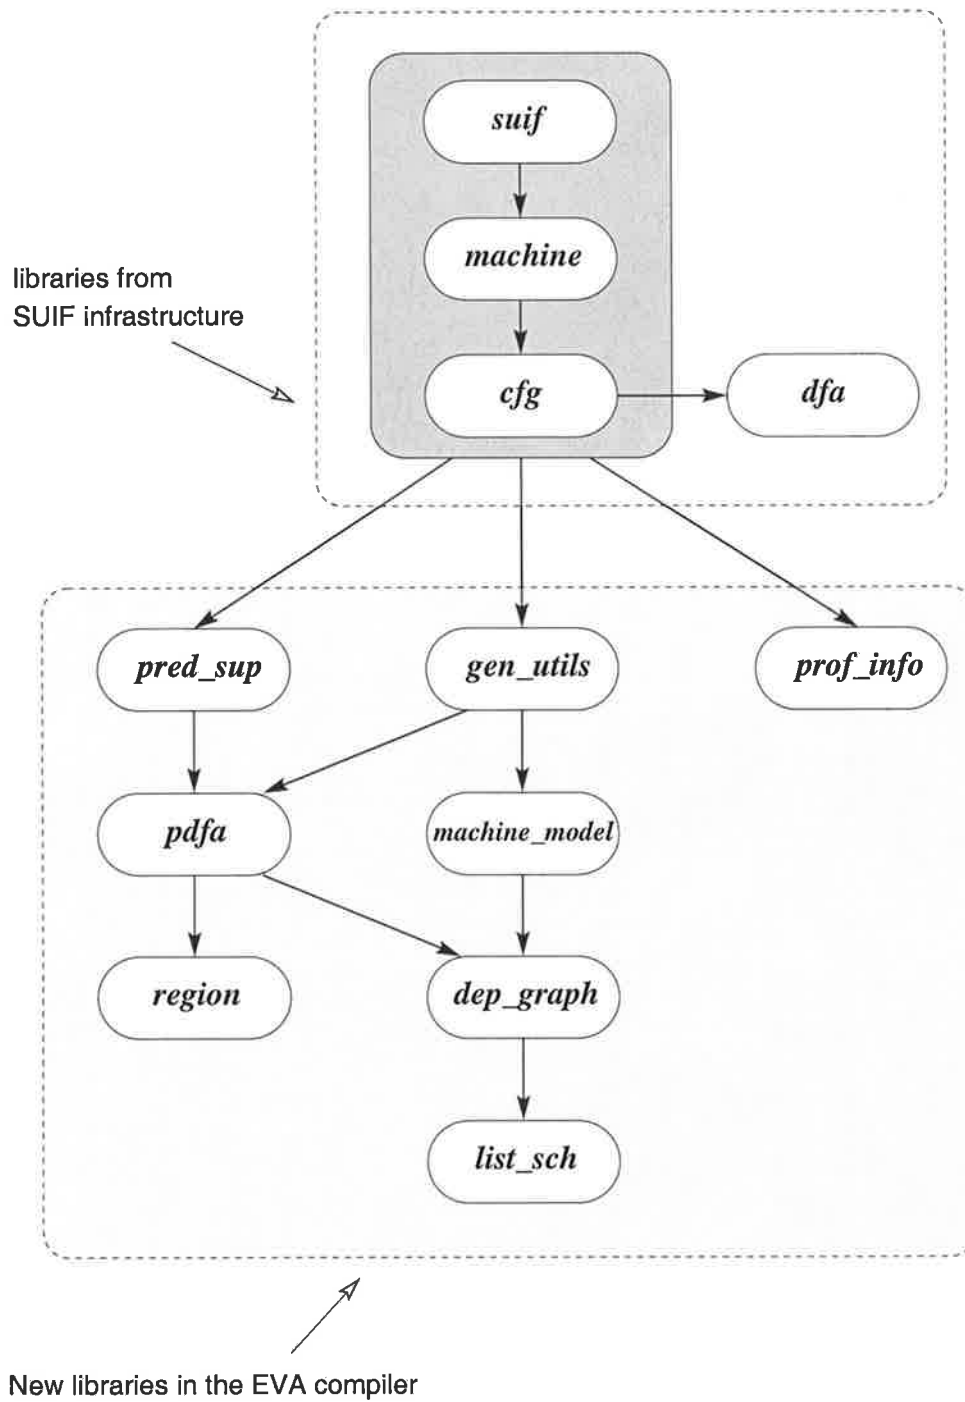 suif
machine
libraries from
SUIF infrastructure
cfg
dfa
pred_sup
gen_utils
prof_info
pdfa
machine_model
region
dep_graph
list_sch
New libraries in the EVA compiler